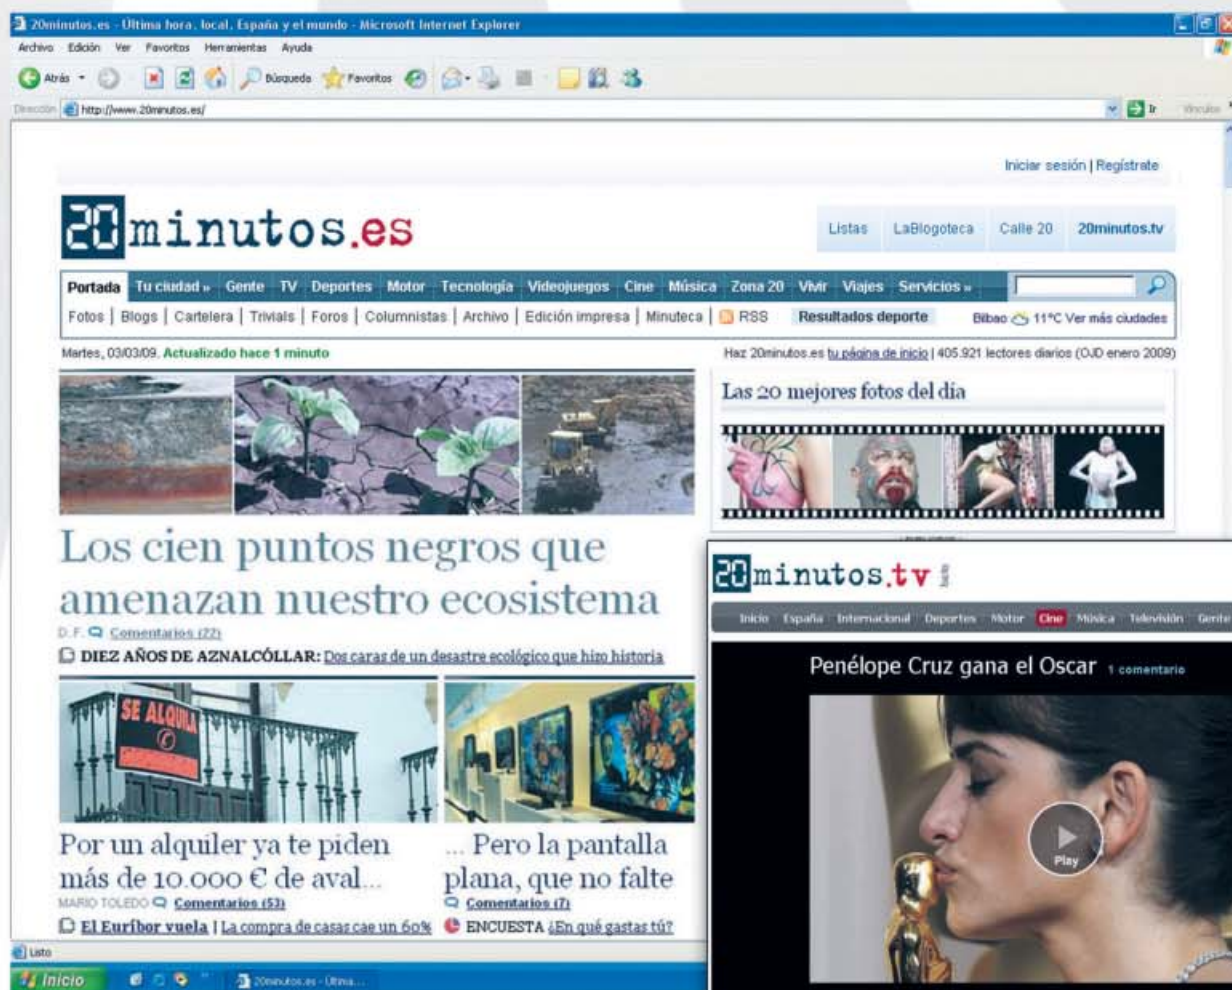 20minutos.es - Última hora, local, España y el mundo - Microsoft Internet Explorer
Archivo Edición Ver Favoritos Herramientas Ayuda
Atrás Búsqueda Favoritos
Dirección http://www.20minutos.es/ Ir Vínculos
Iniciar sesión | Regístrate
20minutos.es
Listas LaBlogoteca Calle 20 20minutos.tv
Portada Tu ciudad » Gente TV Deportes Motor Tecnología Videojuegos Cine Música Zona 20 Vivir Viajes Servicios »
Fotos | Blogs | Cartelera | Trivials | Foros | Columnistas | Archivo | Edición impresa | Minuteca | RSS Resultados deporte Bilbao 11°C Ver más ciudades
Martes, 03/03/09. Actualizado hace 1 minuto
Haz 20minutos.es tu página de inicio | 405.921 lectores diarios (OJD enero 2009)
Las 20 mejores fotos del día
Los cien puntos negros que
amenazan nuestro ecosistema
D. F. Comentarios (22)
DIEZ AÑOS DE AZNALCÓLLAR: Dos caras de un desastre ecológico que hizo historia
SE ALQUILA
Por un alquiler ya te piden
más de 10.000 € de aval...
MARIO TOLEDO Comentarios (53)
El Euríbor vuela | La compra de casas cae un 60%
... Pero la pantalla
plana, que no falte
Comentarios (7)
ENCUESTA ¿En qué gastas tú?
20minutos.tv
Inicio España Internacional Deportes Motor Cine Música Televisión Gente
Penélope Cruz gana el Oscar 1 comentario
Play
Listo
Inicio 20minutos.es - Última...